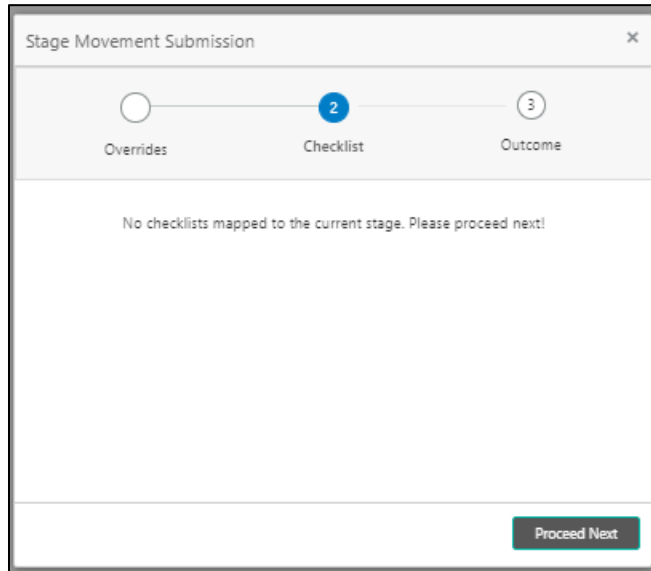 Stage Movement Submission
×
2
3
Overrides
Checklist
Outcome
No checklists mapped to the current stage. Please proceed next!
Proceed Next